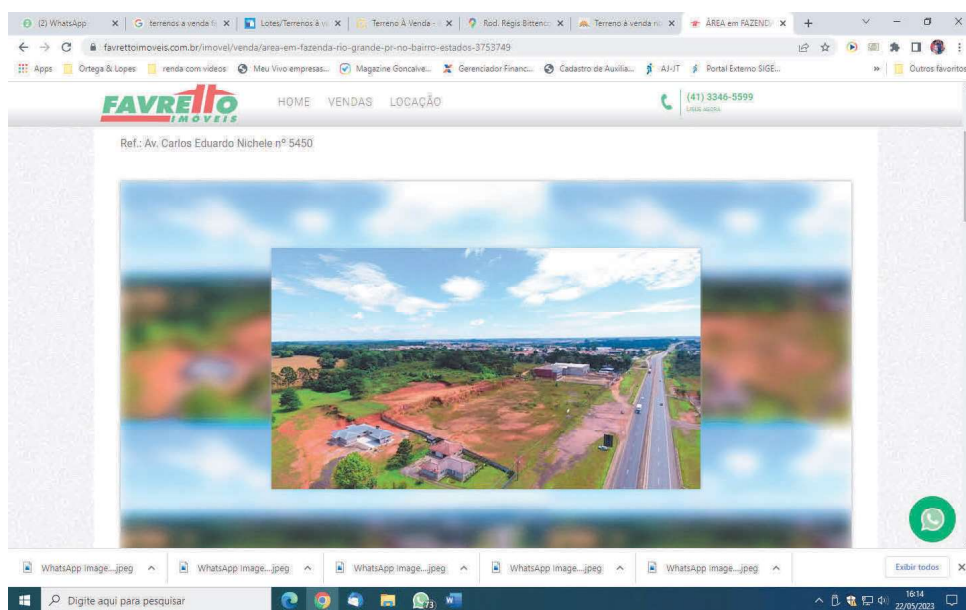 (2) WhatsApp
terrenos a venda
Lotes/Terrenos à
Terreno À Venda -
Rod. Régis Bittenc
Terreno à venda
ÁREA em FAZEND
favrettoimoveis.com.br/imovel/venda/area-em-fazenda-rio-grande-pr-no-bairro-estados-3753749
Apps
Ortega & Lopes
renda com videos
Meu Vivo empresas...
Magazine Goncalve...
Gerenciador Financ...
Cadastro de Auxilia...
AJ-JT
Portal Externo SIGE...
»
Outros favoritos
FAVRETTO
IMOVEIS
HOME VENDAS LOCAÇÃO
(41) 3346-5599
LIGUE AGORA
Ref.: Av. Carlos Eduardo Nichele nº 5450
WhatsApp Image....jpeg
WhatsApp Image....jpeg
WhatsApp Image....jpeg
WhatsApp Image....jpeg
WhatsApp Image....jpeg
Exibir todos
Digite aqui para pesquisar
73
16:14
22/05/2023